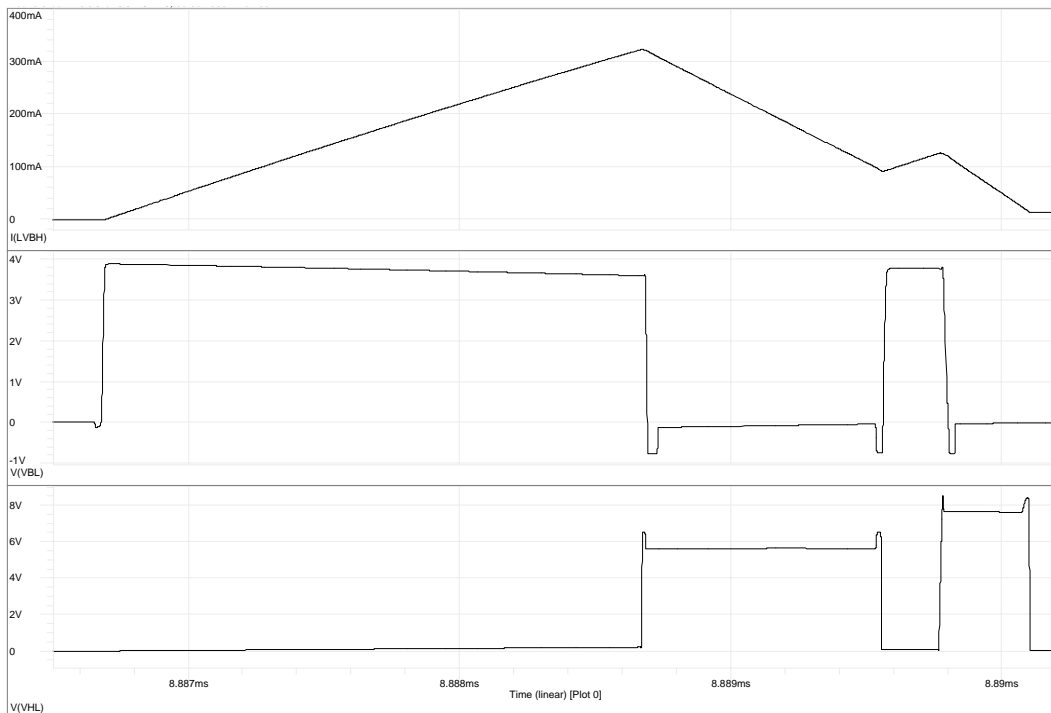 400mA
300mA
200mA
100mA
0
I(LVBH)
4V
3V
2V
1V
0
-1V
V(VBL)
8V
6V
4V
2V
0
8.887ms
8.888ms
8.889ms
8.89ms
Time (linear) [Plot 0]
V(VHL)